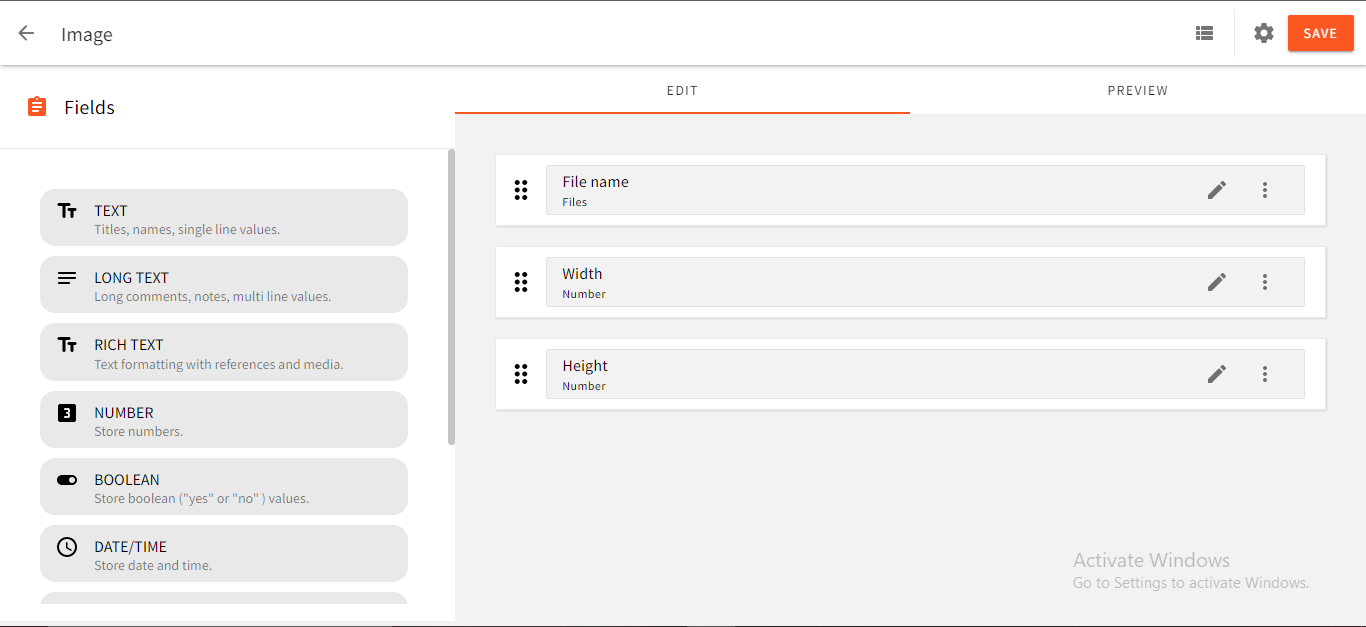 Image
SAVE
Fields
EDIT
PREVIEW
TEXT
Titles, names, single line values.
LONG TEXT
Long comments, notes, multi line values.
RICH TEXT
Text formatting with references and media.
3
NUMBER
Store numbers.
BOOLEAN
Store boolean ("yes" or "no" ) values.
DATE/TIME
Store date and time.
File name
Files
Width
Number
Height
Number
Activate Windows
Go to Settings to activate Windows.